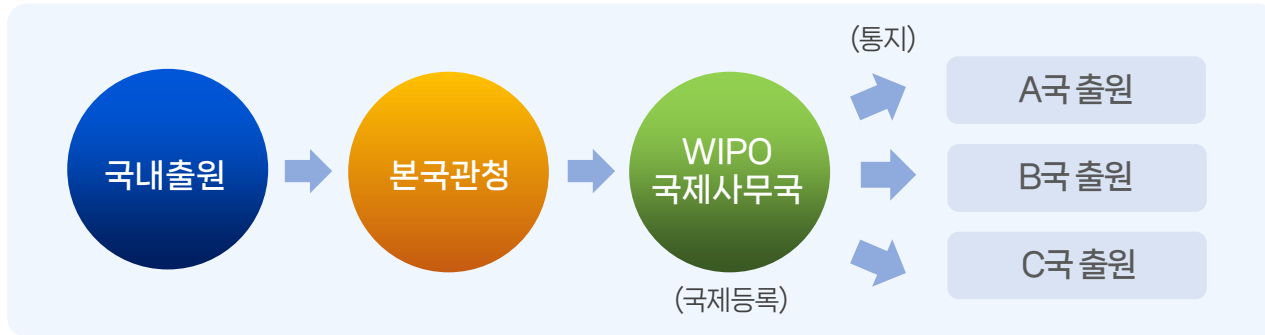 국내출원
본국관청
WIPO
국제사무국
(국제등록)
(통지)
A국 출원
B국 출원
C국 출원